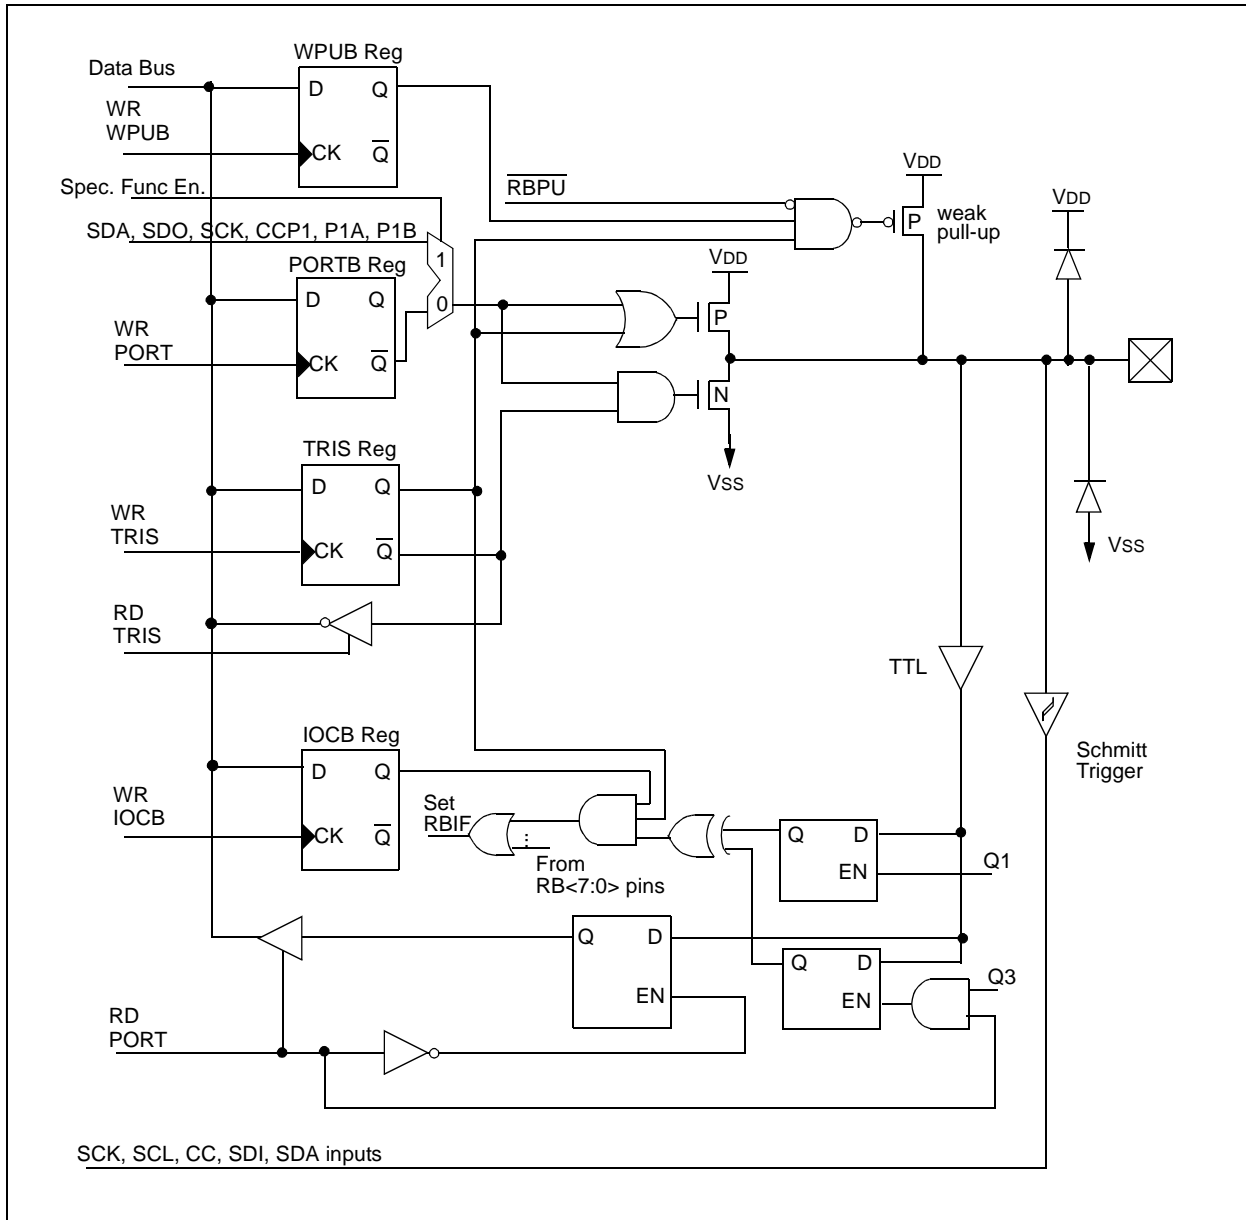 WPUB Reg
Data Bus
D Q
WR
WPUB
CK Q
VDD
RBPU
VDD
Spec. Func En.
P
weak
pull-up
SDA, SDO, SCK, CCP1, P1A, P1B
1
VDD
PORTB Reg
D Q
0
P
WR
PORT
CK Q
N
TRIS Reg
VSS
D Q
WR
TRIS
CK Q
VSS
RD
TRIS
TTL
IOCB Reg
D Q
Schmitt
Trigger
WR
IOCB
CK Q
Set
RBIF
From
RB<7:0> pins
Q D
EN
Q1
Q D
EN
Q D
EN
Q3
RD
PORT
SCK, SCL, CC, SDI, SDA inputs